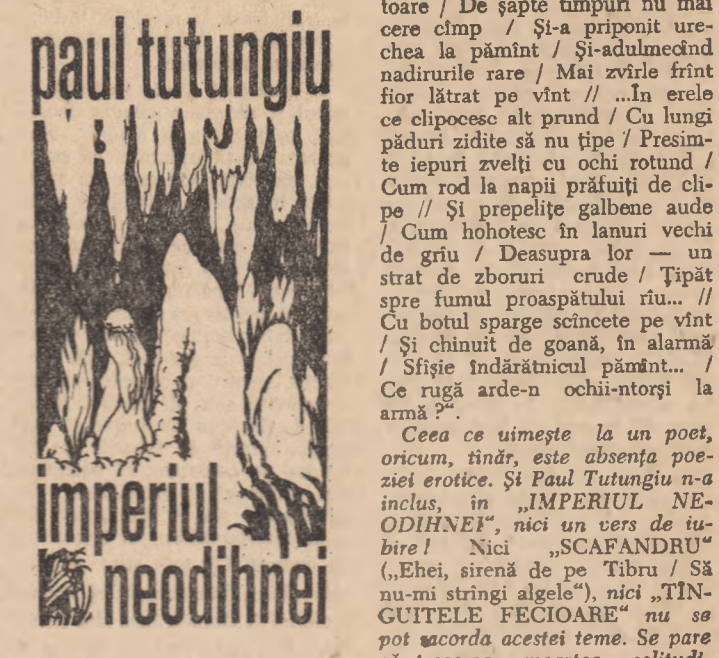 paul tutungiu
imperiul
neodihnei
toare / De șapte timpuri nu mai
cere cîmp / Și-a priponit ure-
chea la pămînt / Și-adulmecînd
nadirurile rare / Mai zvîrle frînt
fior lătrat pe vînt // ...În erele
ce clipocesc alt prund / Cu lungi
păduri zidite să nu țipe / Presim-
te iepuri zvelți cu ochi rotund /
Cum rod la napii prăfuiți de cli-
pe // Și prepelițe galbene aude
/ Cum hohotesc în lanuri vechi
de grîu / Deasupra lor — un
strat de zboruri crude / Țipăt
spre fumul proaspătului rîu... //
Cu botul sparge scîncete pe vînt
/ Și chinuit de goană, în alarmă
/ Sfîșie îndărătnicul pămînt... /
Ce rugă arde-n ochii-ntorși la
armă ?“.
Ceea ce uimește la un poet,
oricum, tînăr, este absența poe-
ziei erotice. Și Paul Tutungiu n-a
inclus, în „IMPERIUL NE-
ODIHNEI“, nici un vers de iu-
bire ! Nici „SCAFANDRU“
(„Ehei, sirenă de pe Tibru / Să
nu-mi strîngi algele“), nici „TÎN-
GUITELE FECIOARE“ nu se
pot acorda acestei teme. Se pare